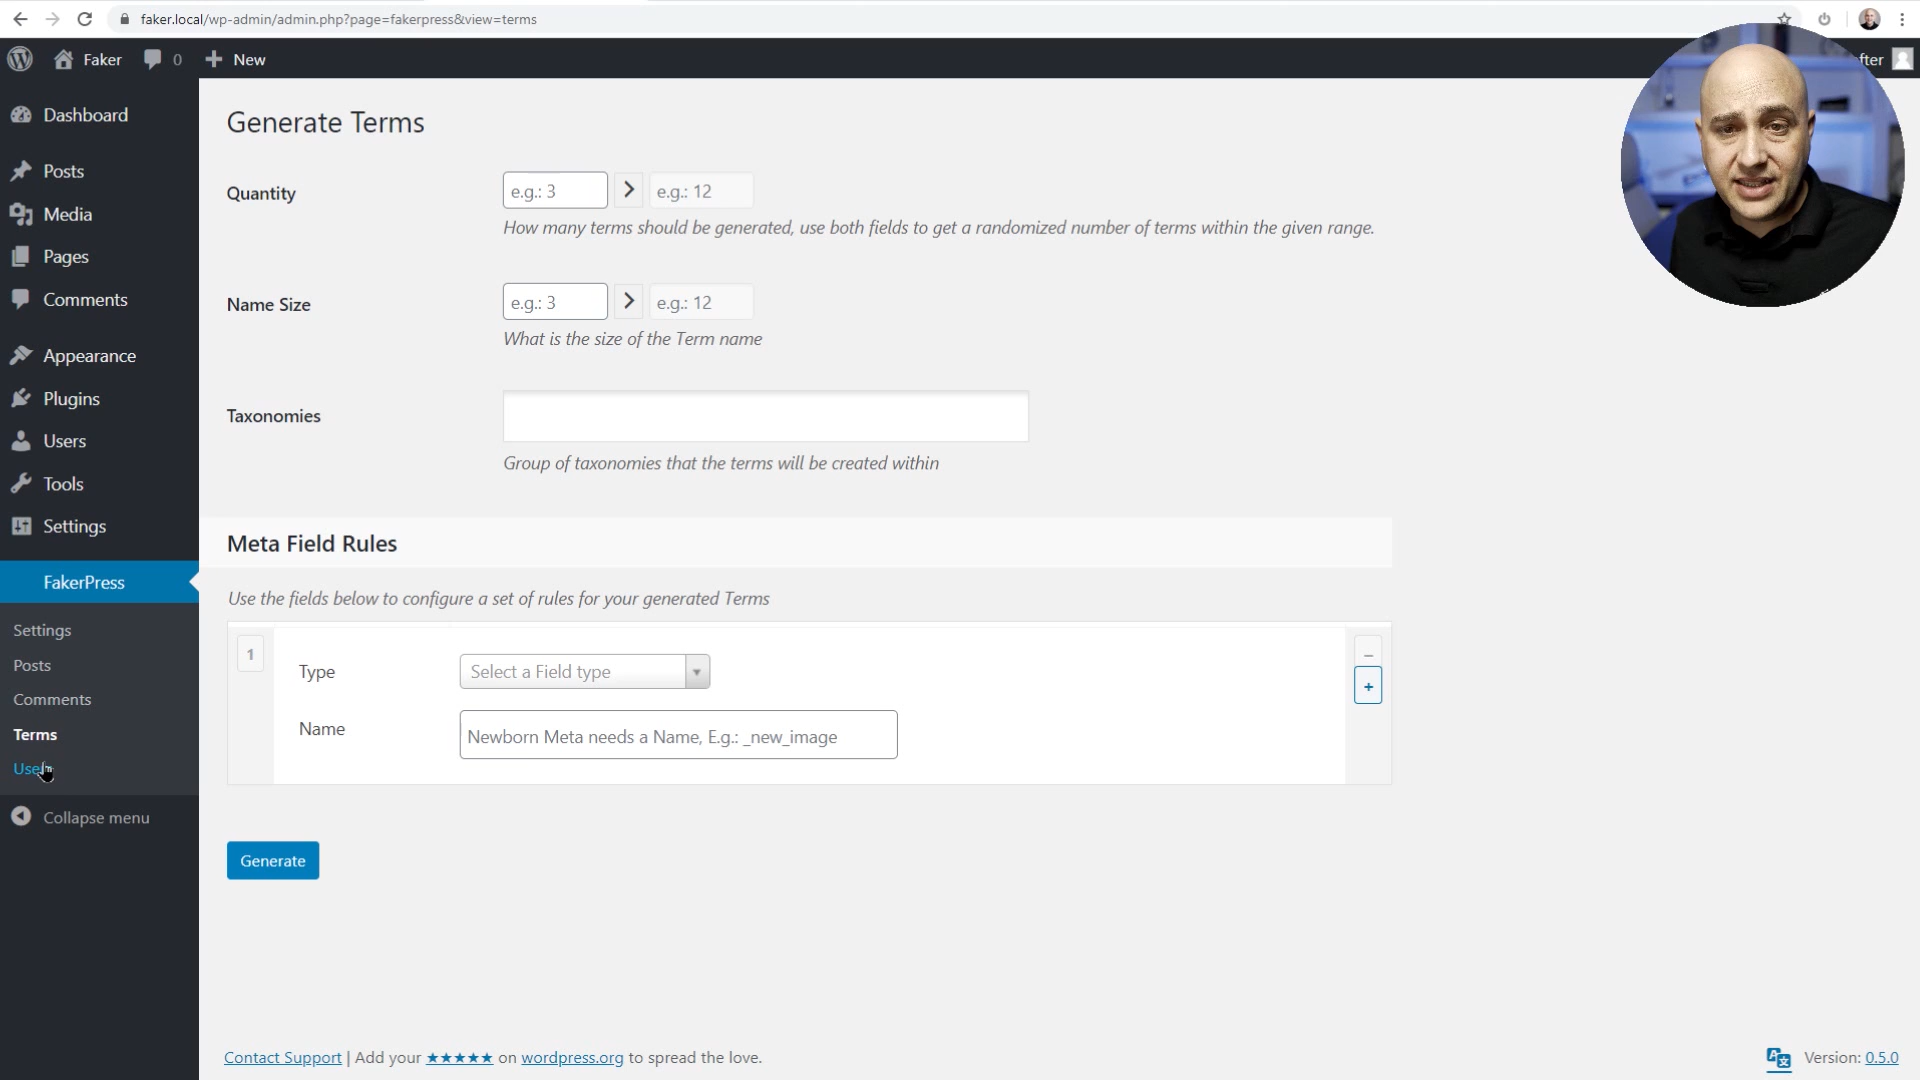 faker.local/wp-admin/admin.php?page=fakerpress&view=terms
Faker
0
New
fter
Dashboard
Posts
Media
Pages
Comments
Appearance
Plugins
Users
Tools
Settings
FakerPress
Settings
Posts
Comments
Terms
Collapse menu
Generate Terms
Quantity
e.g.: 3
e.g.: 12
How many terms should be generated, use both fields to get a randomized number of terms within the given range.
Name Size
e.g.: 3
e.g.: 12
What is the size of the Term name
Taxonomies
Group of taxonomies that the terms will be created within
Meta Field Rules
Use the fields below to configure a set of rules for your generated Terms
1
Type
Select a Field type
–
+
Name
Newborn Meta needs a Name, E.g.: _new_image
Generate
Contact Support | Add your ★★★★★ on wordpress.org to spread the love.
Version: 0.5.0